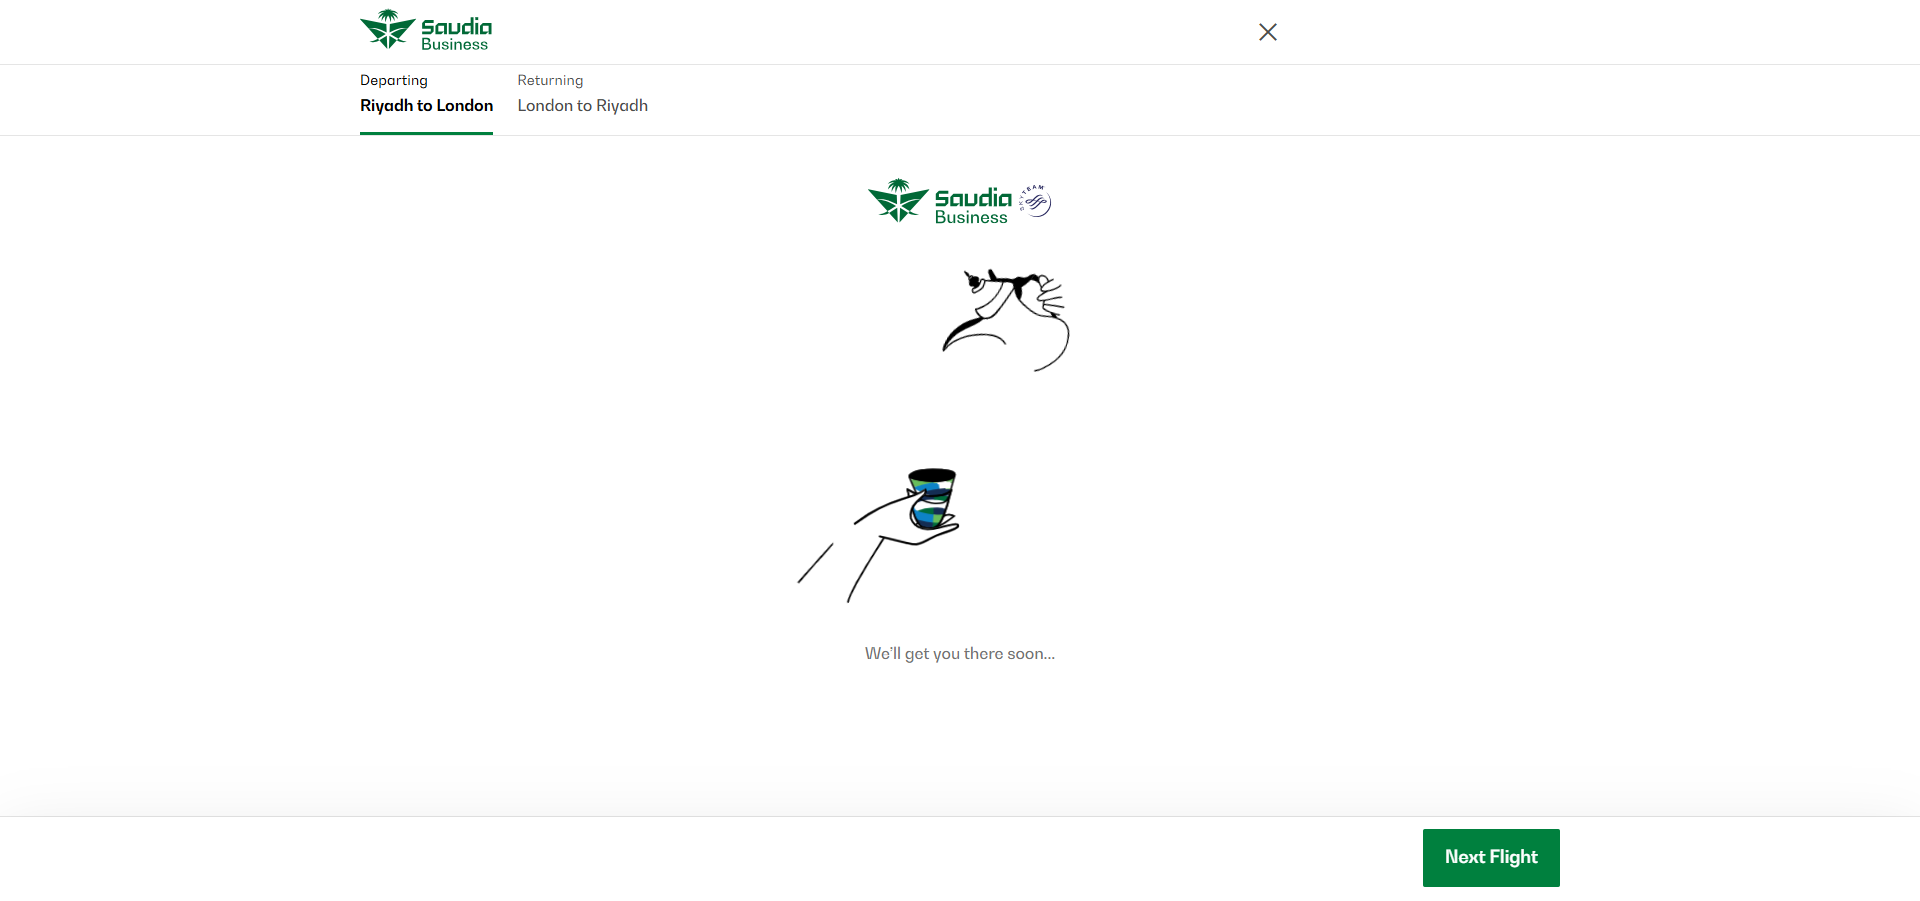 Saudia
Business
Departing
Riyadh to London
Returning
London to Riyadh
Saudia
Business
SKYTEAM
We'll get you there soon...
Next Flight